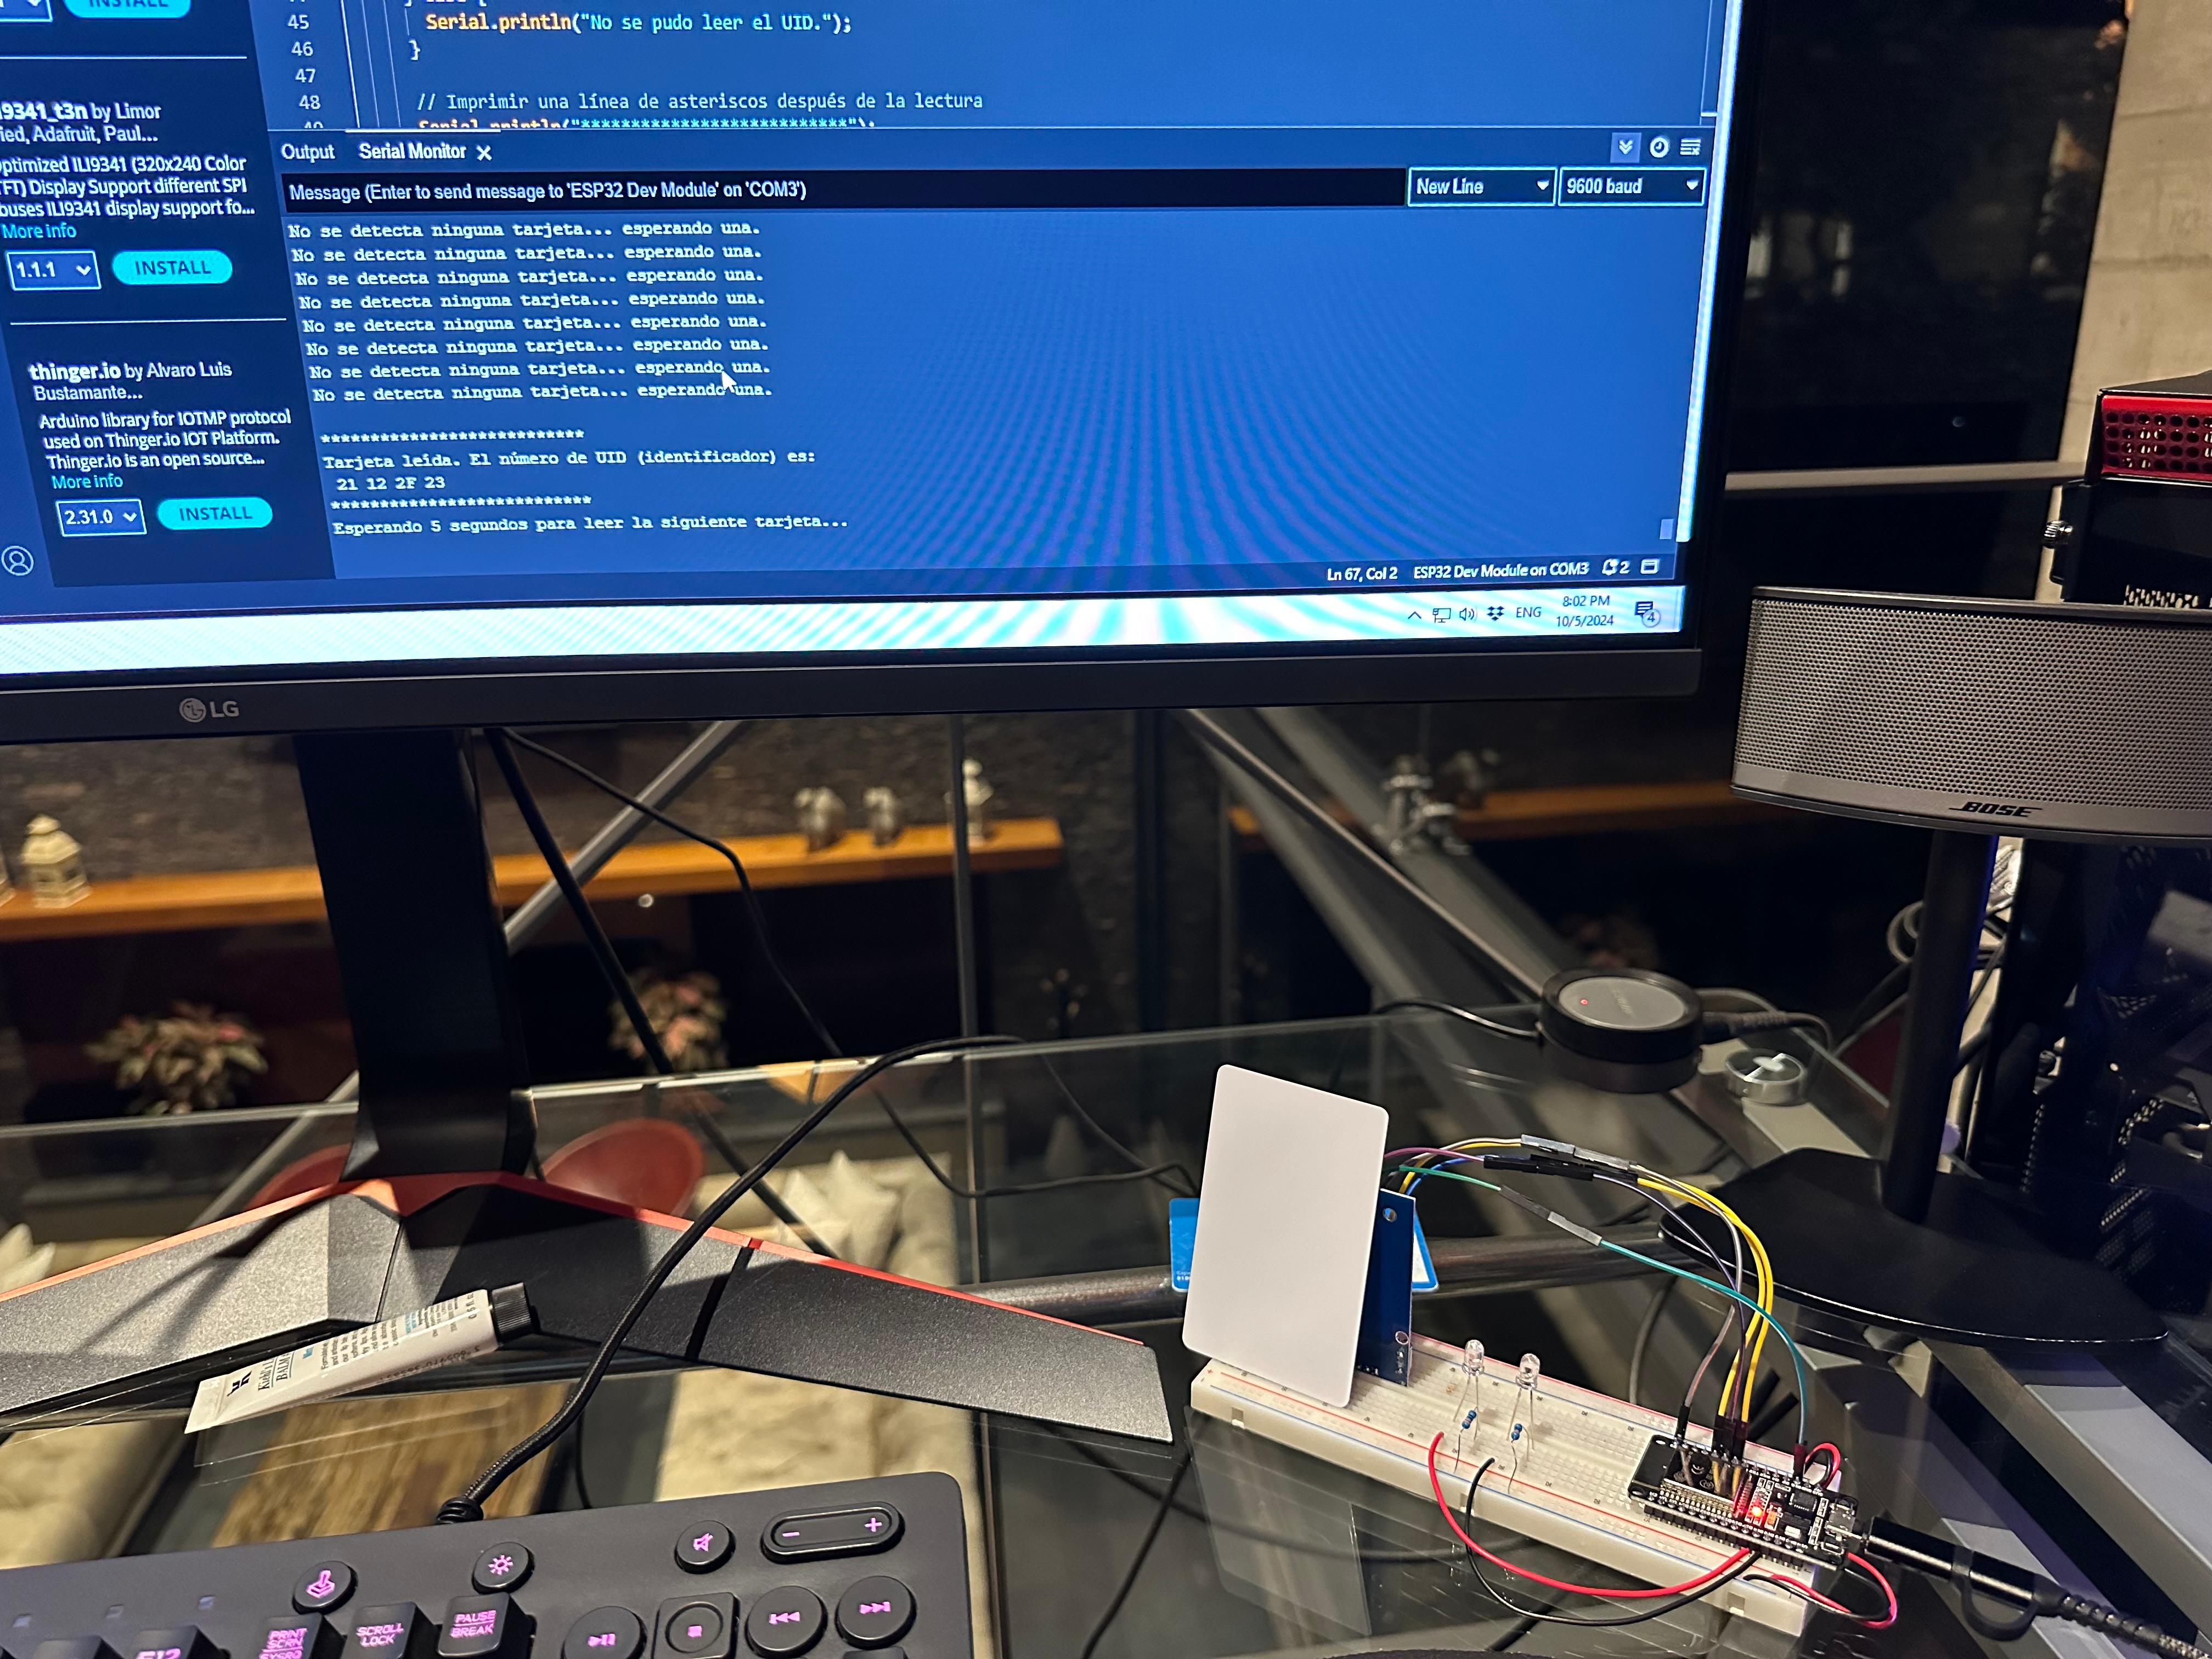 INSTALL
45
Serial.println("No se pudo leer el UID.");
46
}
47
48
// Imprimir una línea de asteriscos después de la lectura
9341_t3n by Limor
ied, Adafruit, Paul...
ptimized ILI9341 (320x240 Color
TFT) Display Support different SPI
buses ILI9341 display support fo...
More info
1.1.1
INSTALL
thinger.io by Alvaro Luis
Bustamante...
Arduino library for IOTMP protocol
used on Thinger.io IOT Platform.
Thinger.io is an open source...
More info
2.31.0
INSTALL
Output Serial Monitor
Message (Enter to send message to 'ESP32 Dev Module' on 'COM3')
New Line
9600 baud
No se detecta ninguna tarjeta... esperando una.
No se detecta ninguna tarjeta... esperando una.
No se detecta ninguna tarjeta... esperando una.
No se detecta ninguna tarjeta... esperando una.
No se detecta ninguna tarjeta... esperando una.
No se detecta ninguna tarjeta... esperando una.
No se detecta ninguna tarjeta... esperando una.
No se detecta ninguna tarjeta... esperando una.
**************************
Tarjeta leída. El número de UID (identificador) es:
21 12 2F 23
**************************
Esperando 5 segundos para leer la siguiente tarjeta...
Ln 67, Col 2 ESP32 Dev Module on COM3 2
ENG
8:02 PM
10/5/2024
4
LG
BOSE
PRINT
SCRN
SYSRQ
SCROLL
LOCK
PAUSE
BREAK
F12